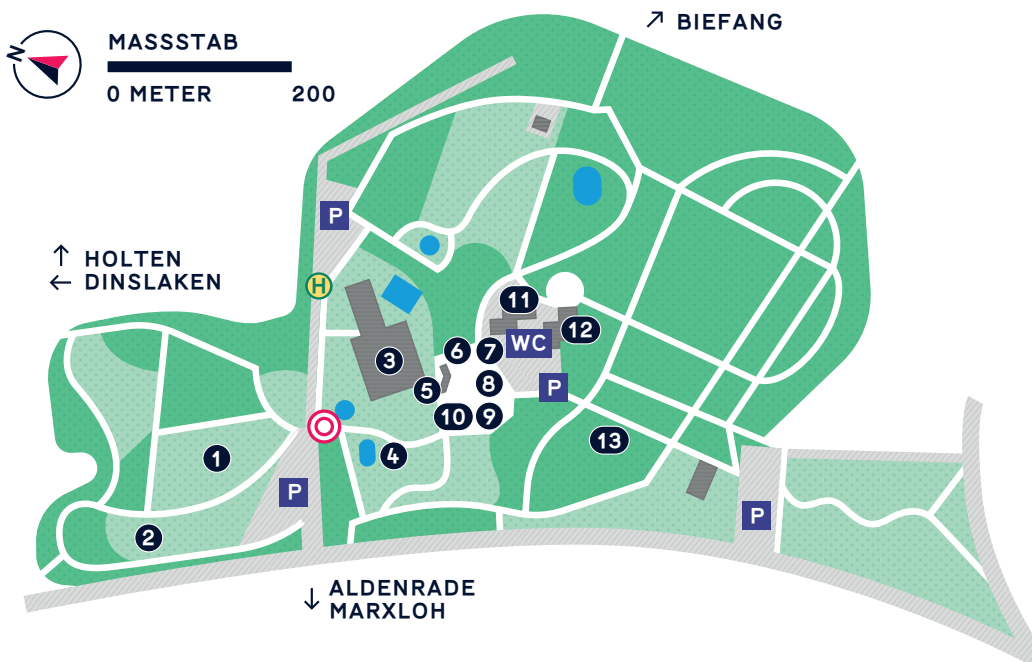 ↗ BIEFANG
N
MASSSTAB
0 METER 200
P
↑ HOLTEN
← DINSLAKEN
H
11
12
WC
6
7
3
5
8
P
10
9
4
13
1
P
P
2
↓ ALDENRADE
MARXLOH